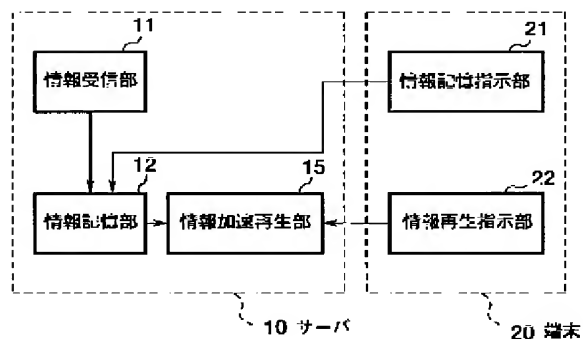 11
情報受信部
21
情報記憶指示部
12
情報記憶部
15
情報加速再生部
22
情報再生指示部
10 サーバ
20 端末